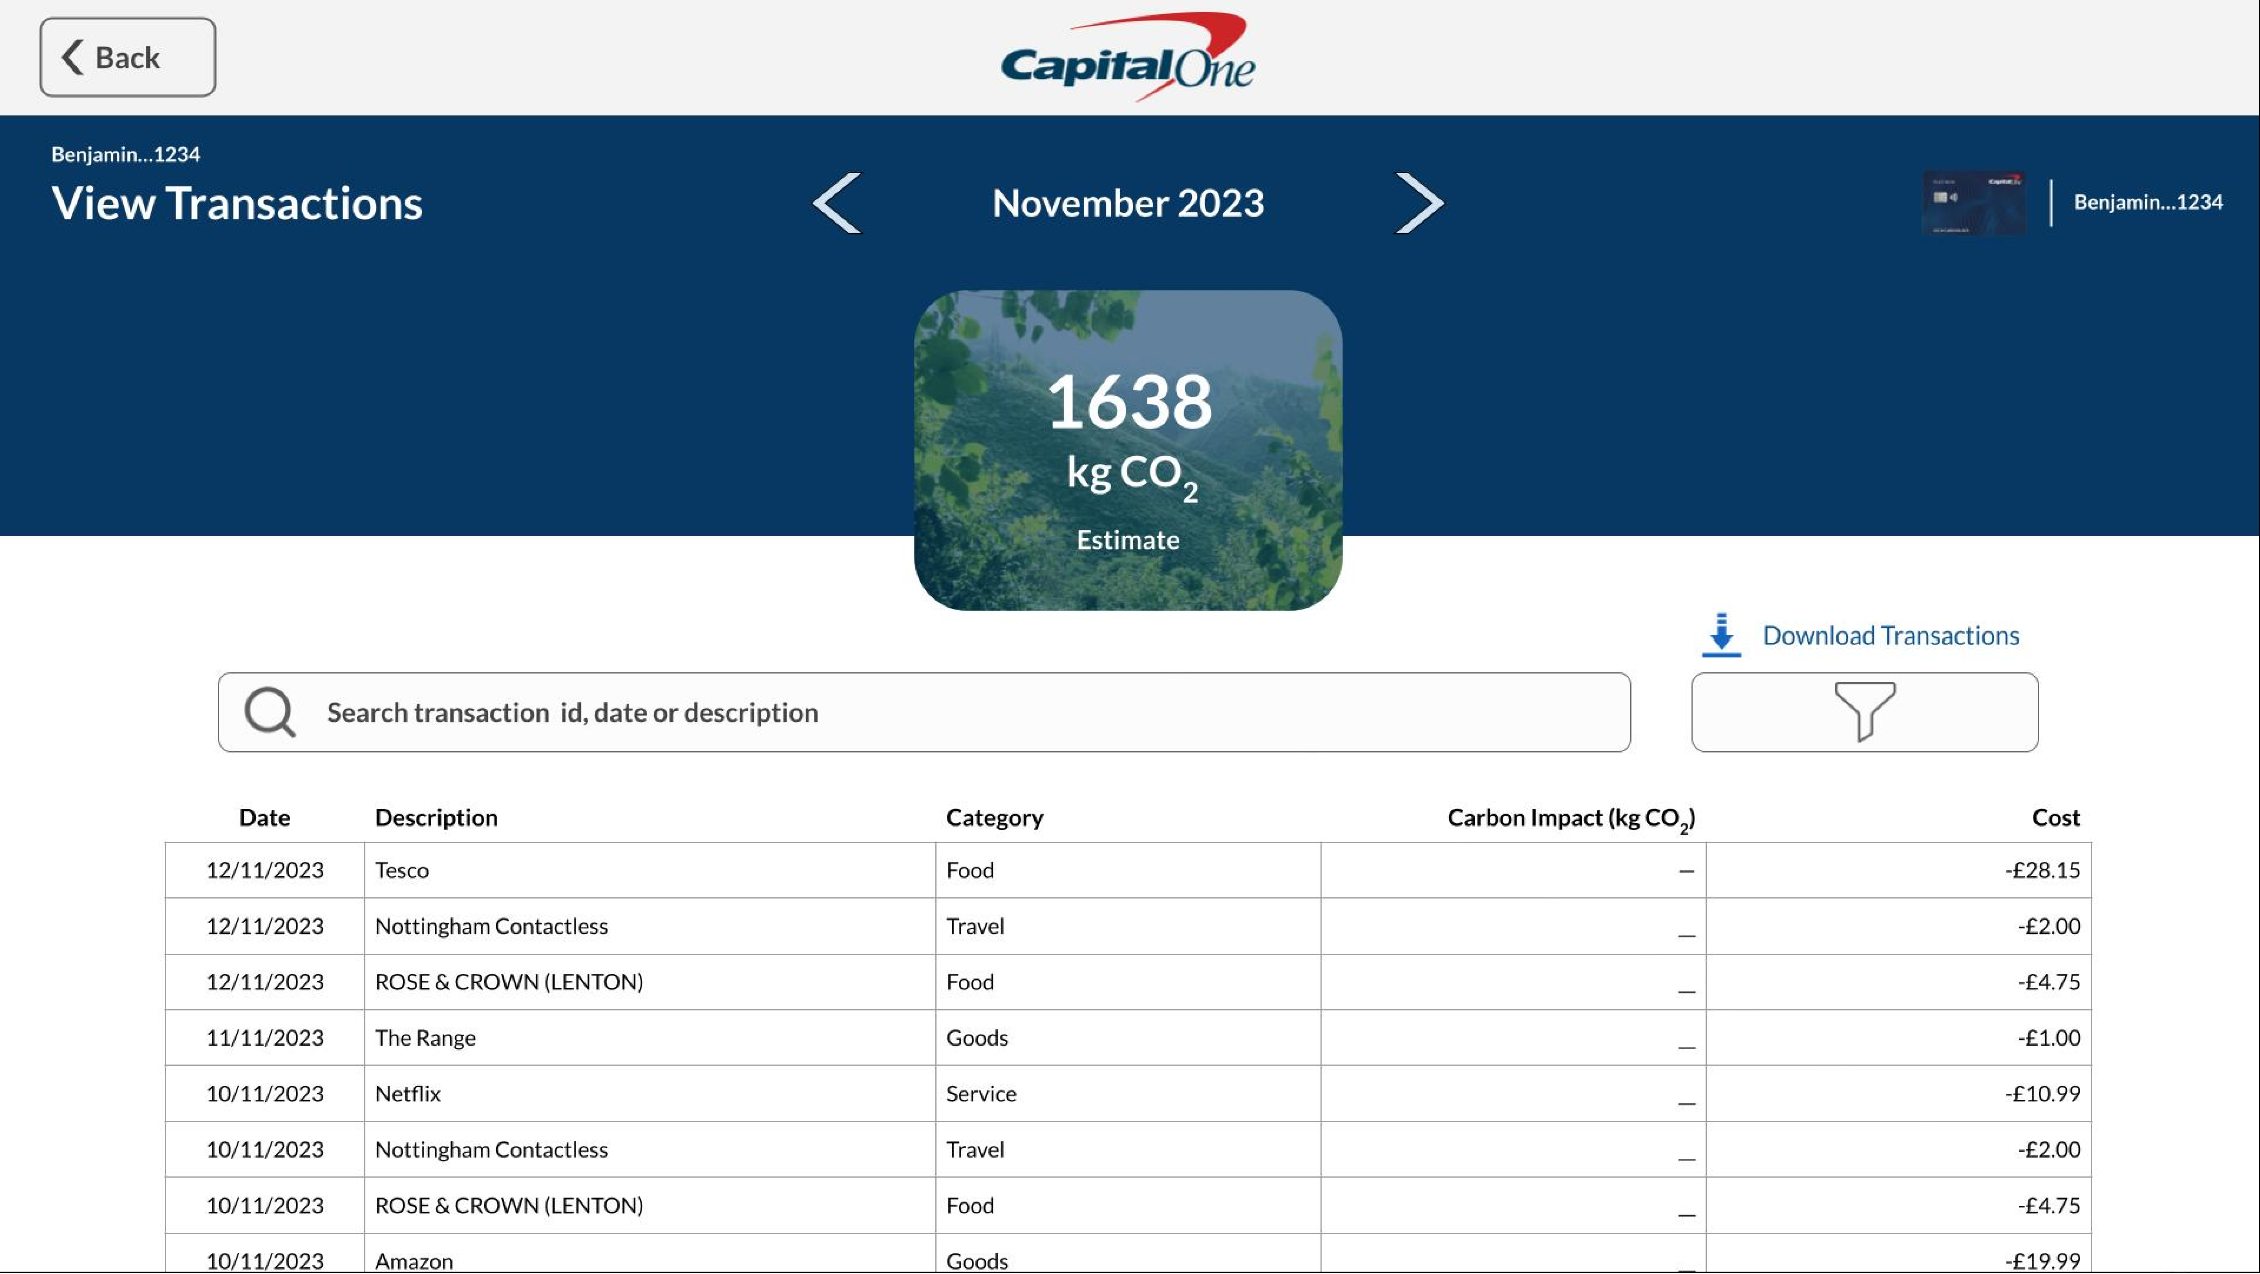 Back
Capital One
Benjamin...1234
View Transactions
November 2023
Benjamin...1234
1638
kg CO₂
Estimate
Download Transactions
Search transaction  id, date or description
Date Description Category Carbon Impact (kg CO₂) Cost
12/11/2023 Tesco Food – -£28.15
12/11/2023 Nottingham Contactless Travel _ -£2.00
12/11/2023 ROSE & CROWN (LENTON) Food _ -£4.75
11/11/2023 The Range Goods _ -£1.00
10/11/2023 Netflix Service _ -£10.99
10/11/2023 Nottingham Contactless Travel _ -£2.00
10/11/2023 ROSE & CROWN (LENTON) Food _ -£4.75
10/11/2023 Amazon Goods _ -£19.99